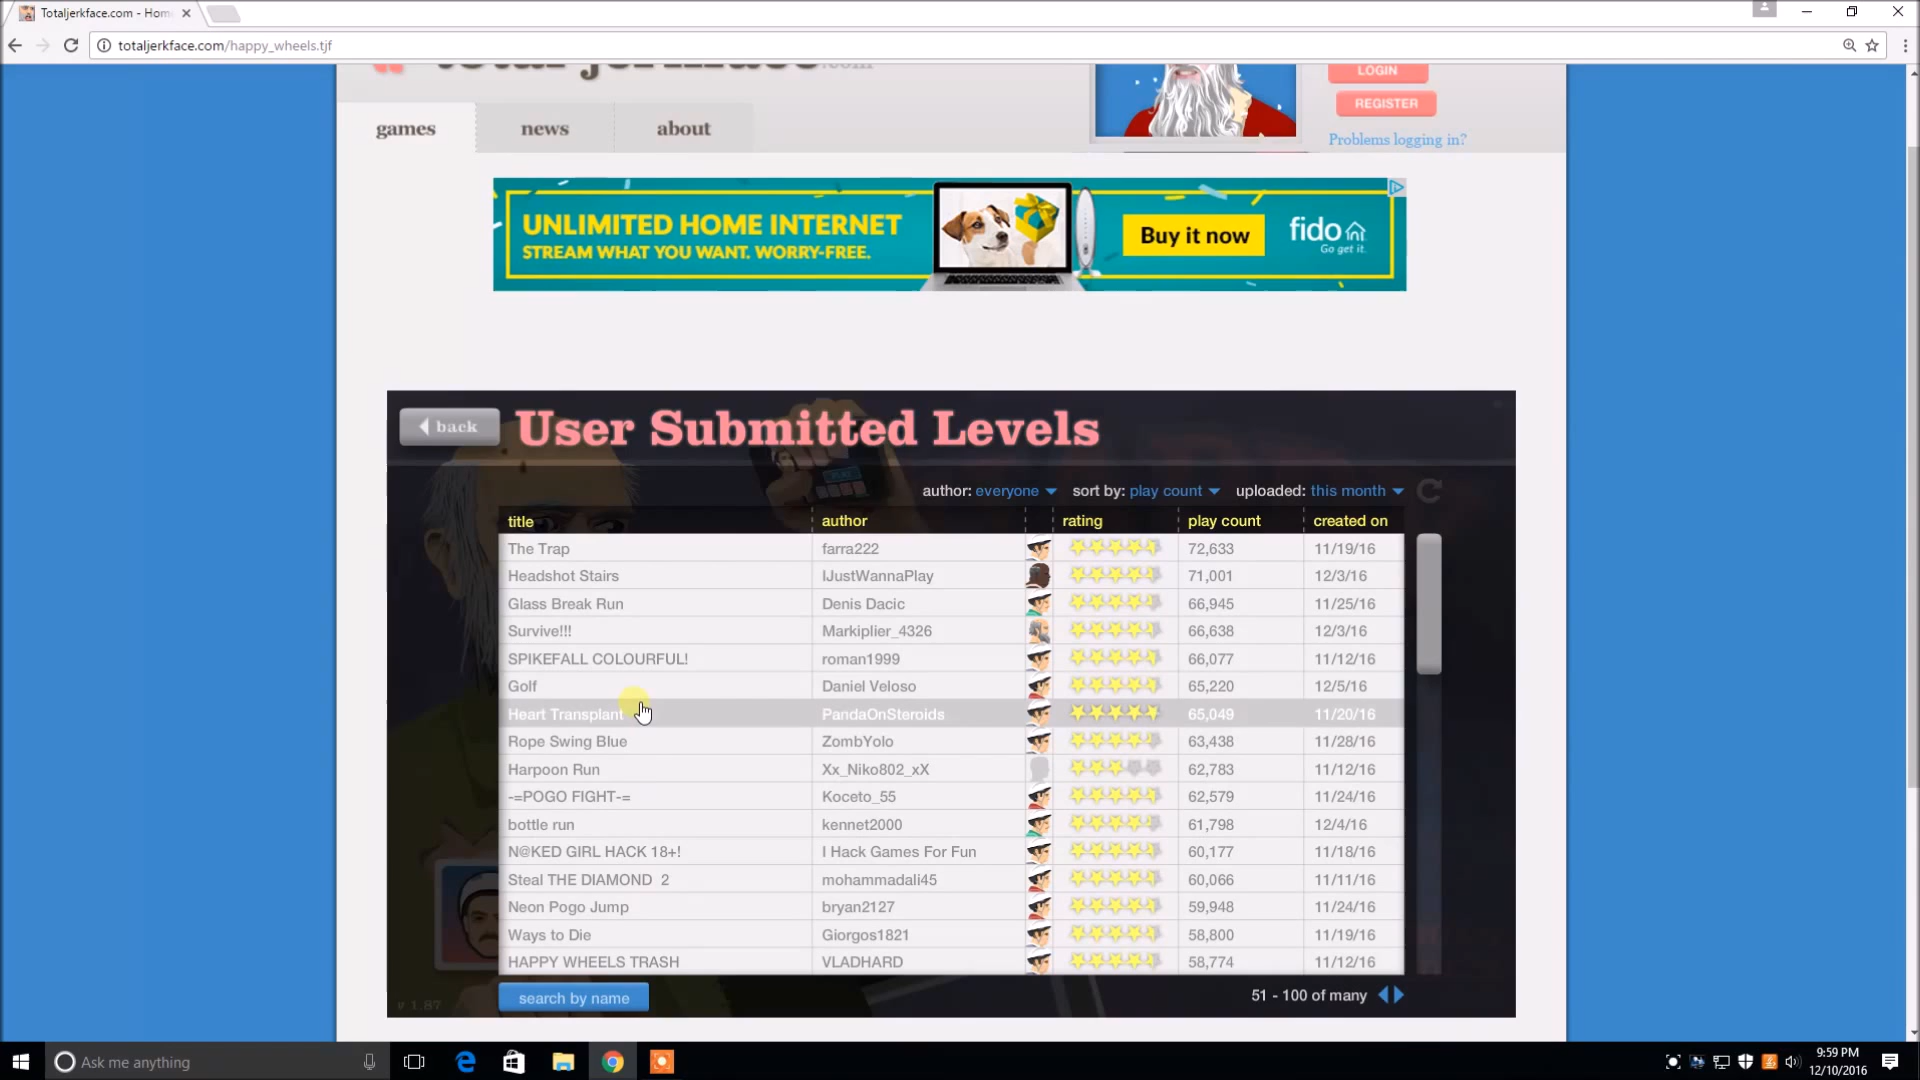 Totaljerkface.com - Hom
totaljerkface.com/happy_wheels.tjf
LOGIN
REGISTER
Problems logging in?
games news about
UNLIMITED HOME INTERNET
STREAM WHAT YOU WANT. WORRY-FREE.
Buy it now
fido
Go get it.
back
User Submitted Levels
author: everyone sort by: play count uploaded: this month
title author rating play count created on
The Trap farra222 72,633 11/19/16
Headshot Stairs IJustWannaPlay 71,001 12/3/16
Glass Break Run Denis Dacic 66,945 11/25/16
Survive!!! Markiplier_4326 66,638 12/3/16
SPIKEFALL COLOURFUL! roman1999 66,077 11/12/16
Golf Daniel Veloso 65,220 12/5/16
Heart Transplant PandaOnSteroids 65,049 11/20/16
Rope Swing Blue ZombYolo 63,438 11/28/16
Harpoon Run Xx_Niko802_xX 62,783 11/12/16
-=POGO FIGHT-= Koceto_55 62,579 11/24/16
bottle run kennet2000 61,798 12/4/16
N@KED GIRL HACK 18+! I Hack Games For Fun 60,177 11/18/16
Steal THE DIAMOND 2 mohammadali45 60,066 11/11/16
Neon Pogo Jump bryan2127 59,948 11/24/16
Ways to Die Giorgos1821 58,800 11/19/16
HAPPY WHEELS TRASH VLADHARD 58,774 11/12/16
search by name
51 - 100 of many
v 1.87
Ask me anything
9:59 PM
12/10/2016